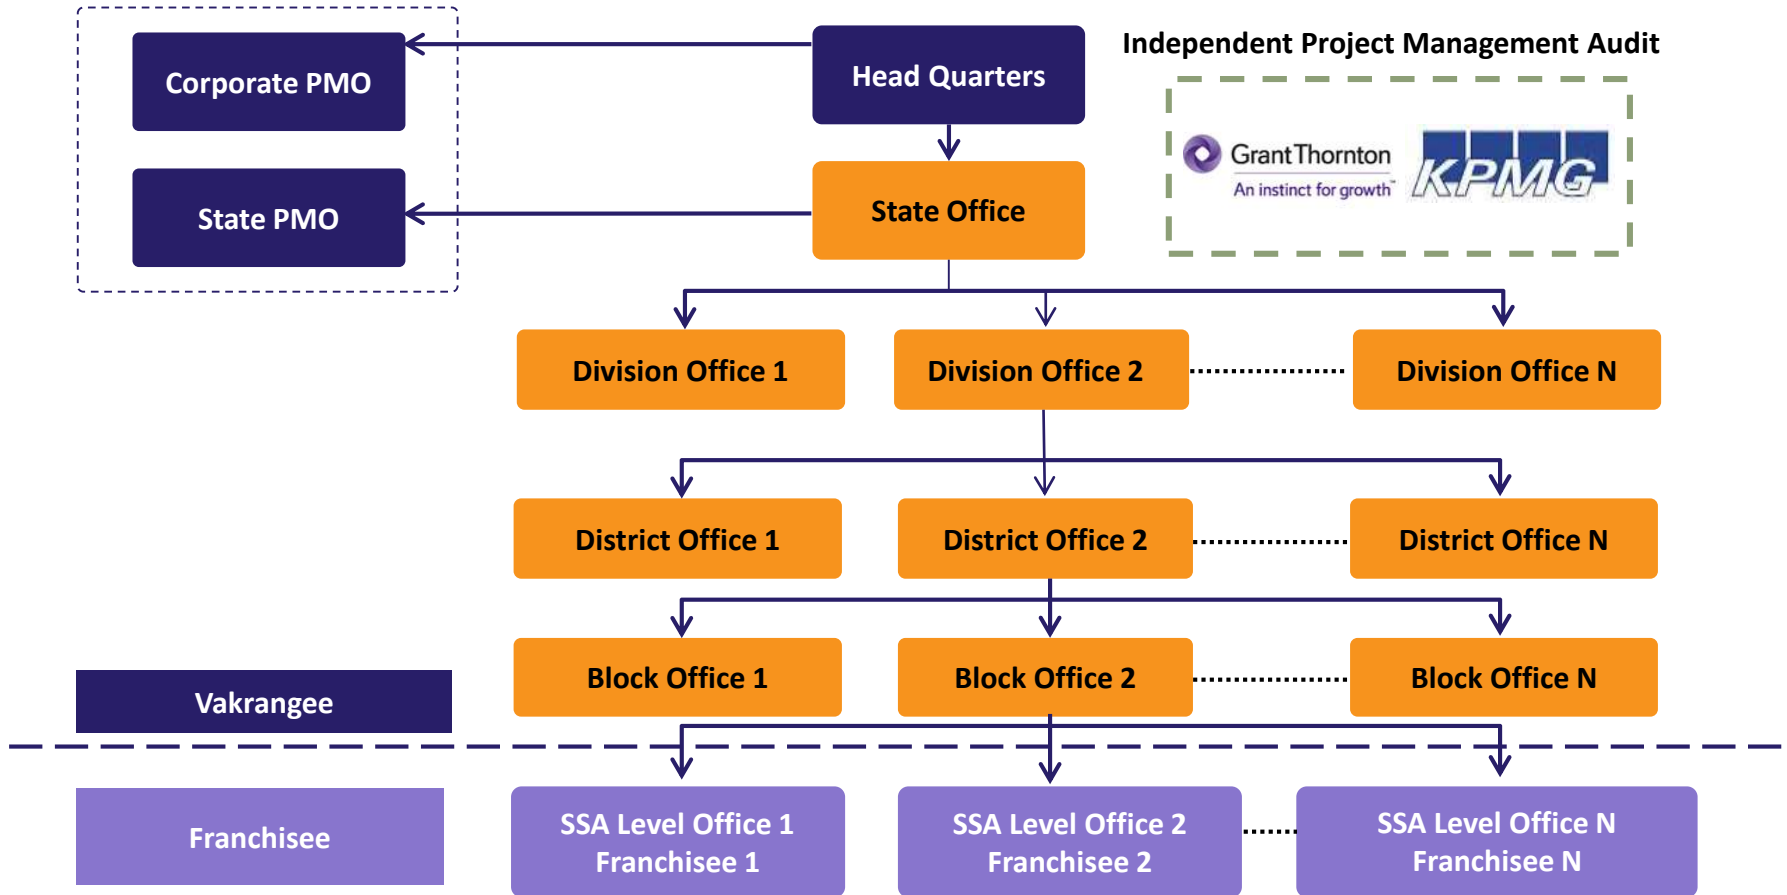 Corporate PMO
Head Quarters
Independent Project Management Audit
Grant Thornton
An instinct for growth™
KPMG
State PMO
State Office
Division Office 1
Division Office 2
Division Office N
District Office 1
District Office 2
District Office N
Block Office 1
Block Office 2
Block Office N
Vakrangee
Franchisee
SSA Level Office 1
Franchisee 1
SSA Level Office 2
Franchisee 2
SSA Level Office N
Franchisee N